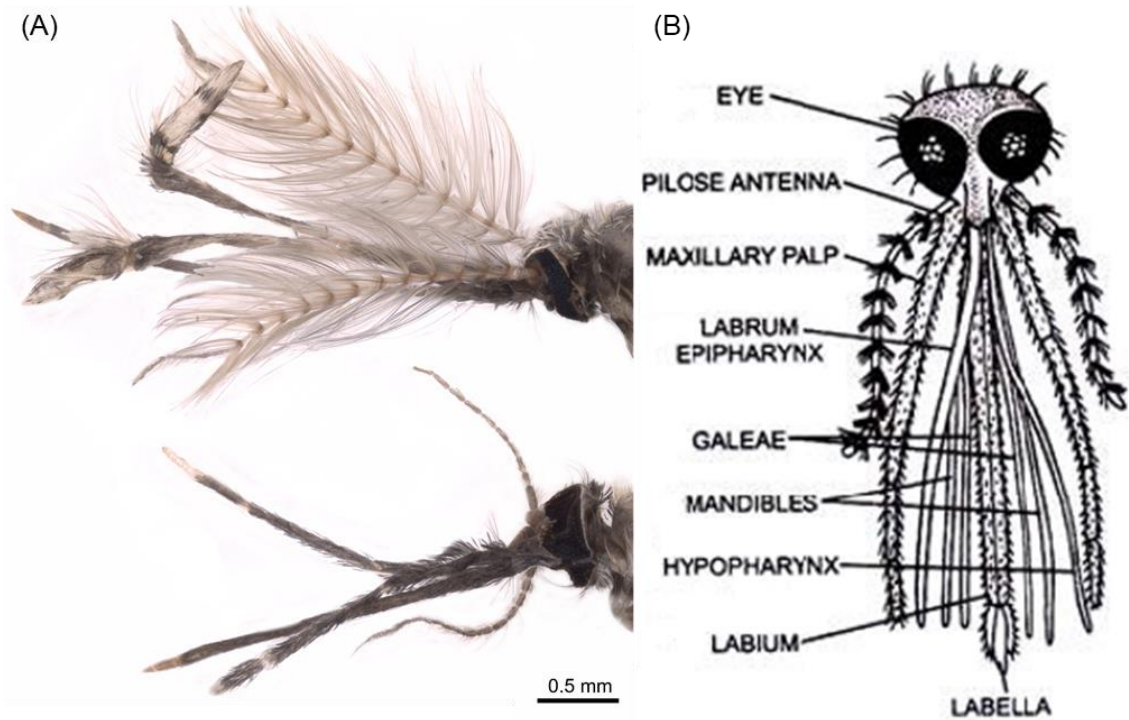 (A)
(B)
EYE
PILOSE ANTENNA
MAXILLARY PALP
LABRUM
EPIPHARYNX
GALEAE
MANDIBLES
HYPOPHARYNX
LABIUM
LABELLA
0.5 mm